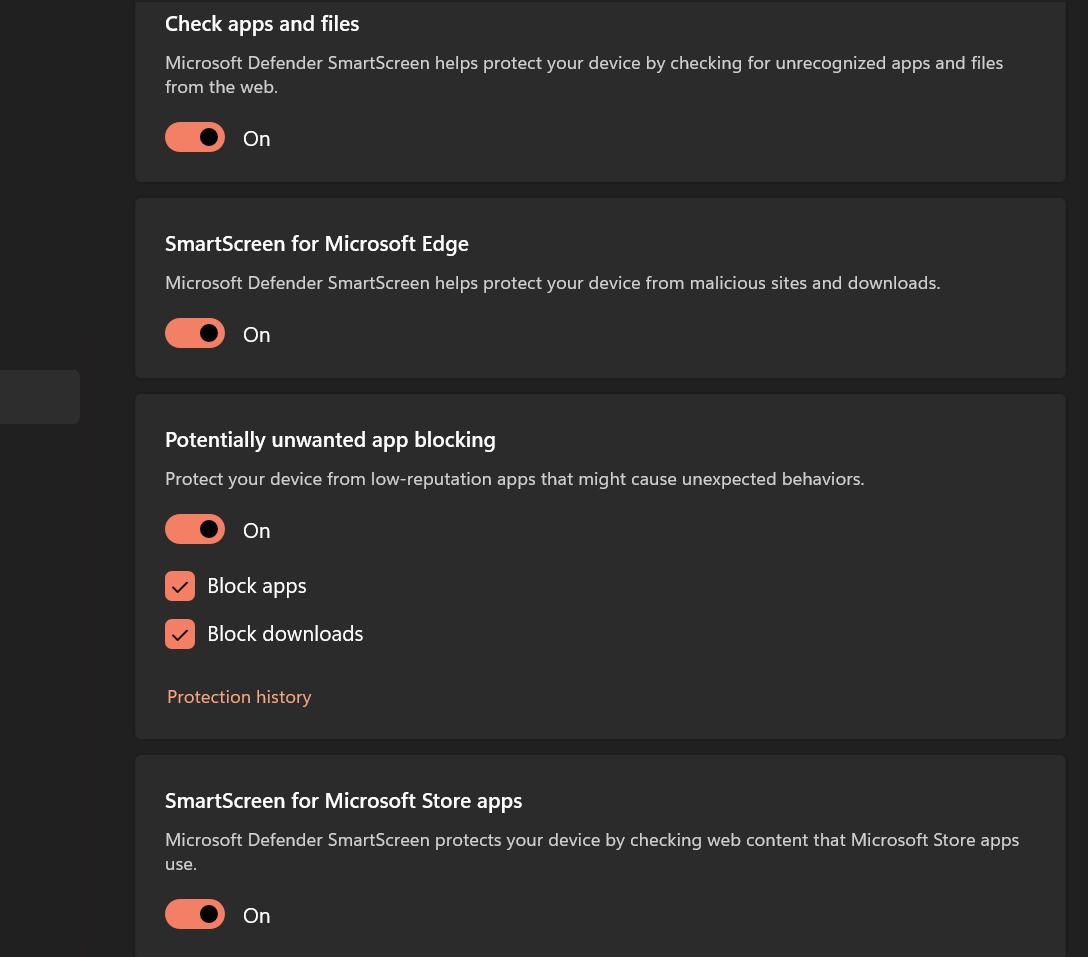 Check apps and files
Microsoft Defender SmartScreen helps protect your device by checking for unrecognized apps and files
from the web.
On
SmartScreen for Microsoft Edge
Microsoft Defender SmartScreen helps protect your device from malicious sites and downloads.
On
Potentially unwanted app blocking
Protect your device from low-reputation apps that might cause unexpected behaviors.
On
Block apps
Block downloads
Protection history
SmartScreen for Microsoft Store apps
Microsoft Defender SmartScreen protects your device by checking web content that Microsoft Store apps
use.
On